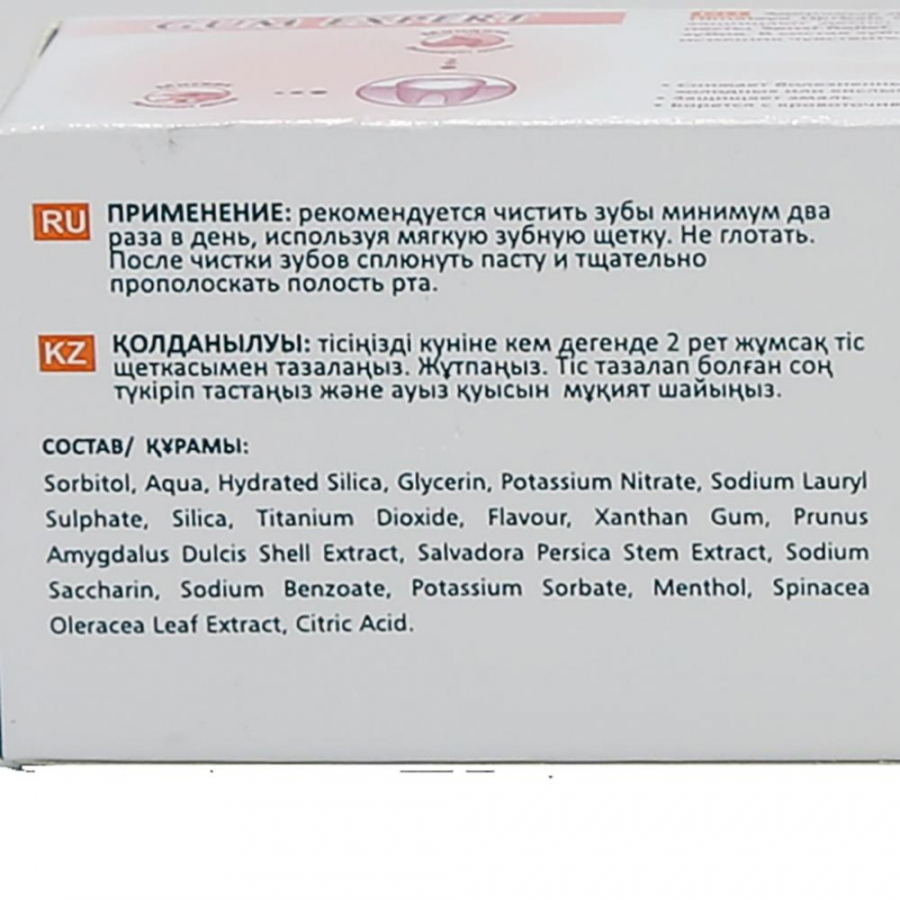 GUM EXPERT
RU
ПРИМЕНЕНИЕ: рекомендуется чистить зубы минимум два
раза в день, используя мягкую зубную щетку. Не глотать.
После чистки зубов сплюнуть пасту и тщательно
прополоскать полость рта.
KZ
ҚОЛДАНЫЛУЫ: тісіңізді күніне кем дегенде 2 рет жұмсақ тіс
щеткасымен тазалаңыз. Жұтпаңыз. Тіс тазалап болған соң
түкіріп тастаңыз және ауыз қуысын мұқият шайыңыз.
СОСТАВ/ ҚҰРАМЫ:
Sorbitol, Aqua, Hydrated Silica, Glycerin, Potassium Nitrate, Sodium Lauryl
Sulphate, Silica, Titanium Dioxide, Flavour, Xanthan Gum, Prunus
Amygdalus Dulcis Shell Extract, Salvadora Persica Stem Extract, Sodium
Saccharin, Sodium Benzoate, Potassium Sorbate, Menthol, Spinacea
Oleracea Leaf Extract, Citric Acid.